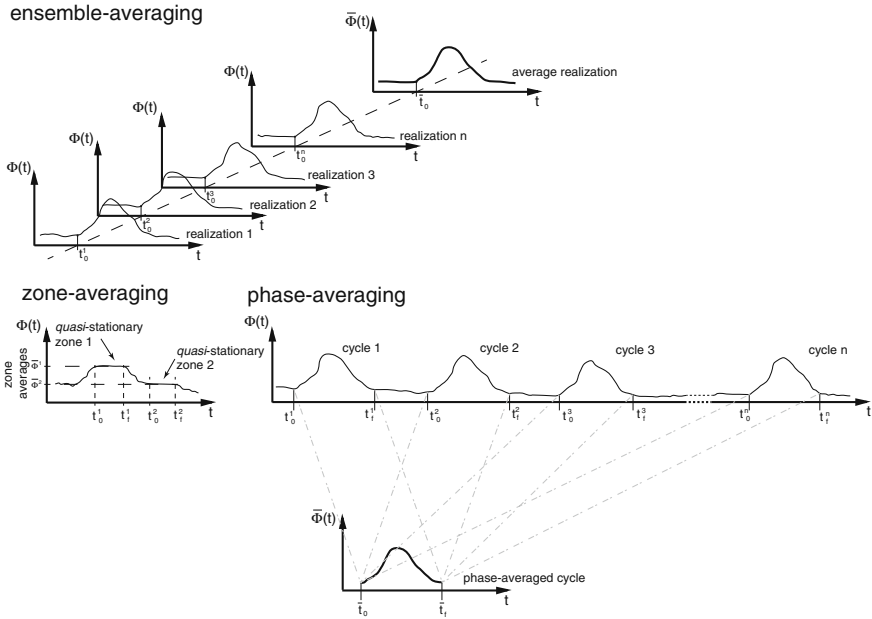 ensemble-averaging
Φ̅(t)
average realization
t̅₀
t
Φ(t)
realization n
t₀ⁿ
t
Φ(t)
realization 3
t₀³
t
Φ(t)
realization 2
t₀²
t
Φ(t)
realization 1
t₀¹
t
zone-averaging
Φ(t)
quasi-stationary
zone 1
quasi-stationary
zone 2
zone
averages
Φ̅¹
Φ̅²
t₀¹ t_f¹ t₀² t_f² t
phase-averaging
Φ(t)
cycle 1 cycle 2 cycle 3 cycle n
t₀¹ t_f¹ t₀² t_f² t₀³ t_f³ t₀ⁿ t_fⁿ t
Φ̅(t)
phase-averaged cycle
t̅₀ t̅_f t